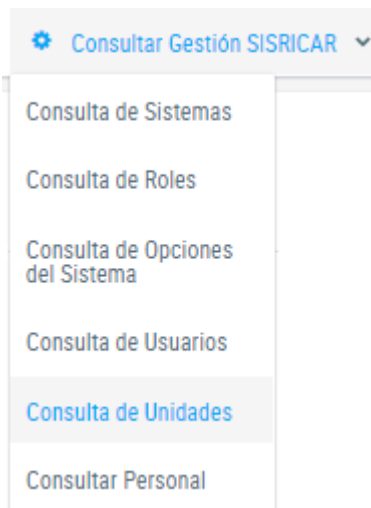 Consultar Gestión SISRICAR
Consulta de Sistemas
Consulta de Roles
Consulta de Opciones
del Sistema
Consulta de Usuarios
Consulta de Unidades
Consultar Personal